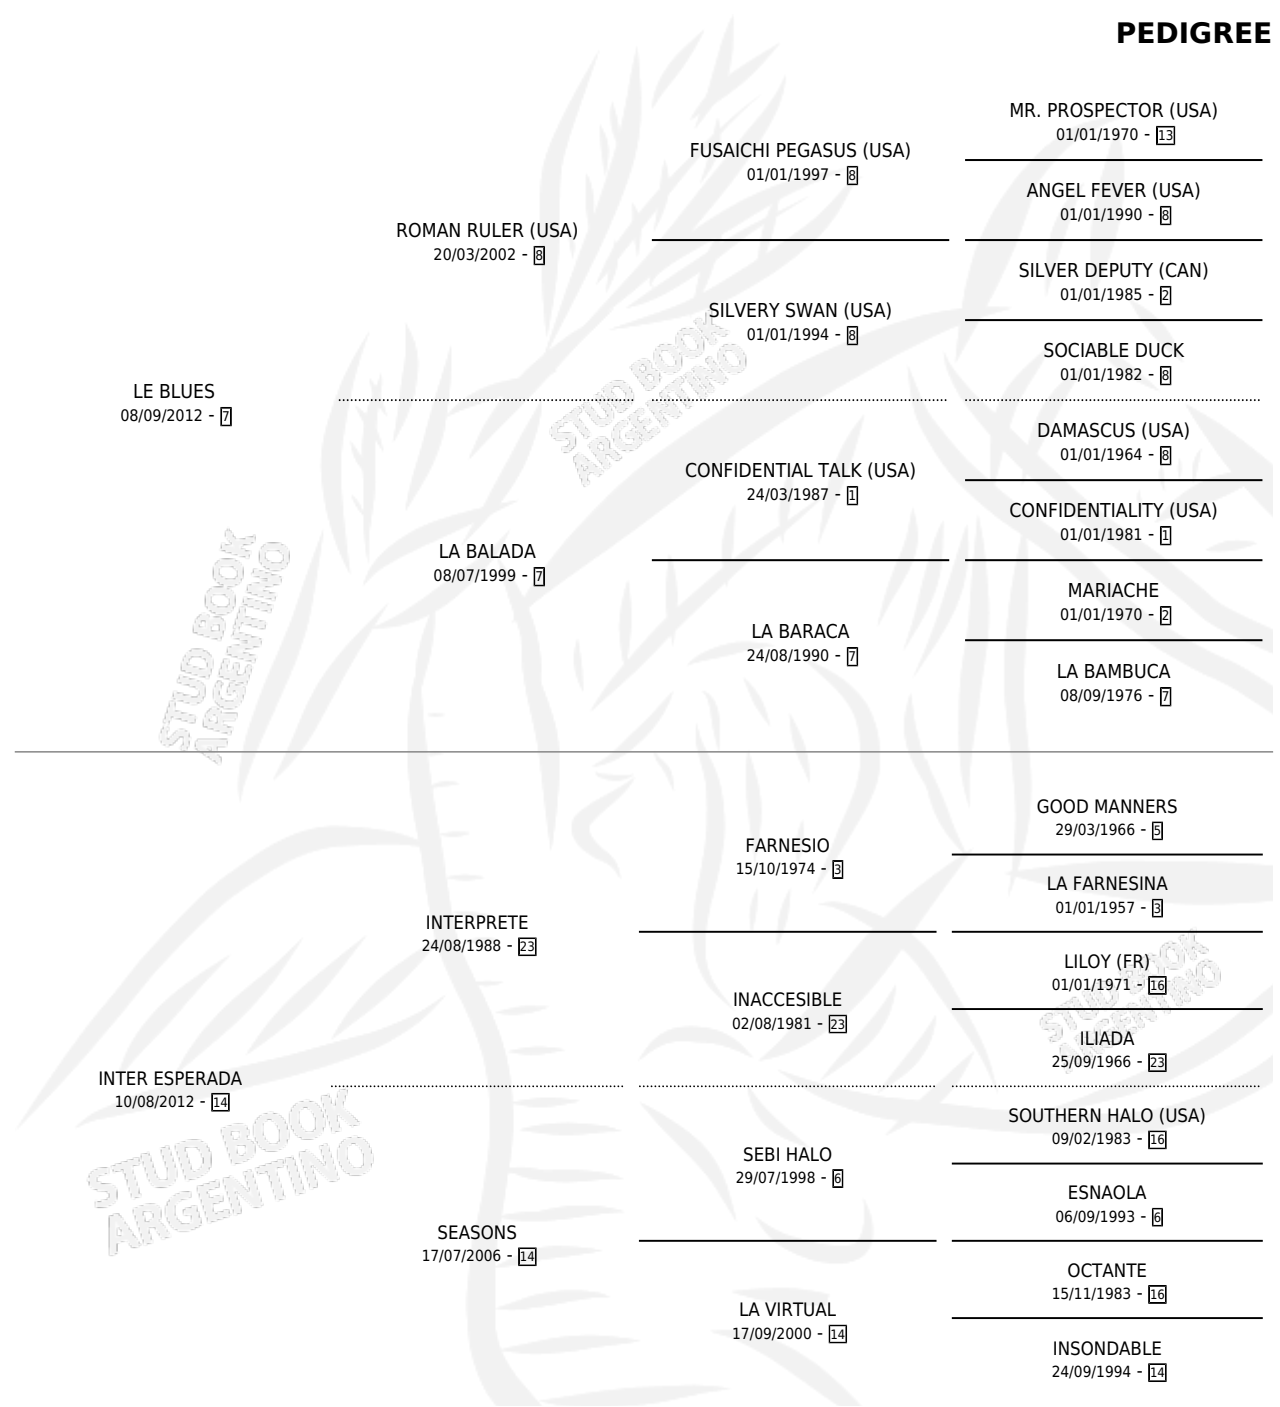 PEDIGREE
MR. PROSPECTOR (USA)
01/01/1970 - 13
FUSAICHI PEGASUS (USA)
01/01/1997 - 8
ANGEL FEVER (USA)
01/01/1990 - 8
ROMAN RULER (USA)
20/03/2002 - 8
SILVER DEPUTY (CAN)
01/01/1985 - 2
SILVERY SWAN (USA)
01/01/1994 - 8
SOCIABLE DUCK
01/01/1982 - 8
LE BLUES
08/09/2012 - 7
DAMASCUS (USA)
01/01/1964 - 8
CONFIDENTIAL TALK (USA)
24/03/1987 - 1
CONFIDENTIALITY (USA)
01/01/1981 - 1
LA BALADA
08/07/1999 - 7
MARIACHE
01/01/1970 - 2
LA BARACA
24/08/1990 - 7
LA BAMBUCA
08/09/1976 - 7
GOOD MANNERS
29/03/1966 - 5
FARNESIO
15/10/1974 - 3
LA FARNESINA
01/01/1957 - 3
INTERPRETE
24/08/1988 - 23
LILOY (FR)
01/01/1971 - 16
INACCESIBLE
02/08/1981 - 23
ILIADA
25/09/1966 - 23
INTER ESPERADA
10/08/2012 - 14
SOUTHERN HALO (USA)
09/02/1983 - 16
SEBI HALO
29/07/1998 - 6
ESNAOLA
06/09/1993 - 6
SEASONS
17/07/2006 - 14
OCTANTE
15/11/1983 - 16
LA VIRTUAL
17/09/2000 - 14
INSONDABLE
24/09/1994 - 14
STUD BOOK
ARGENTINO
STUD BOOK
ARGENTINO
STUD BOOK
ARGENTINO
STUD BOOK
ARGENTINO